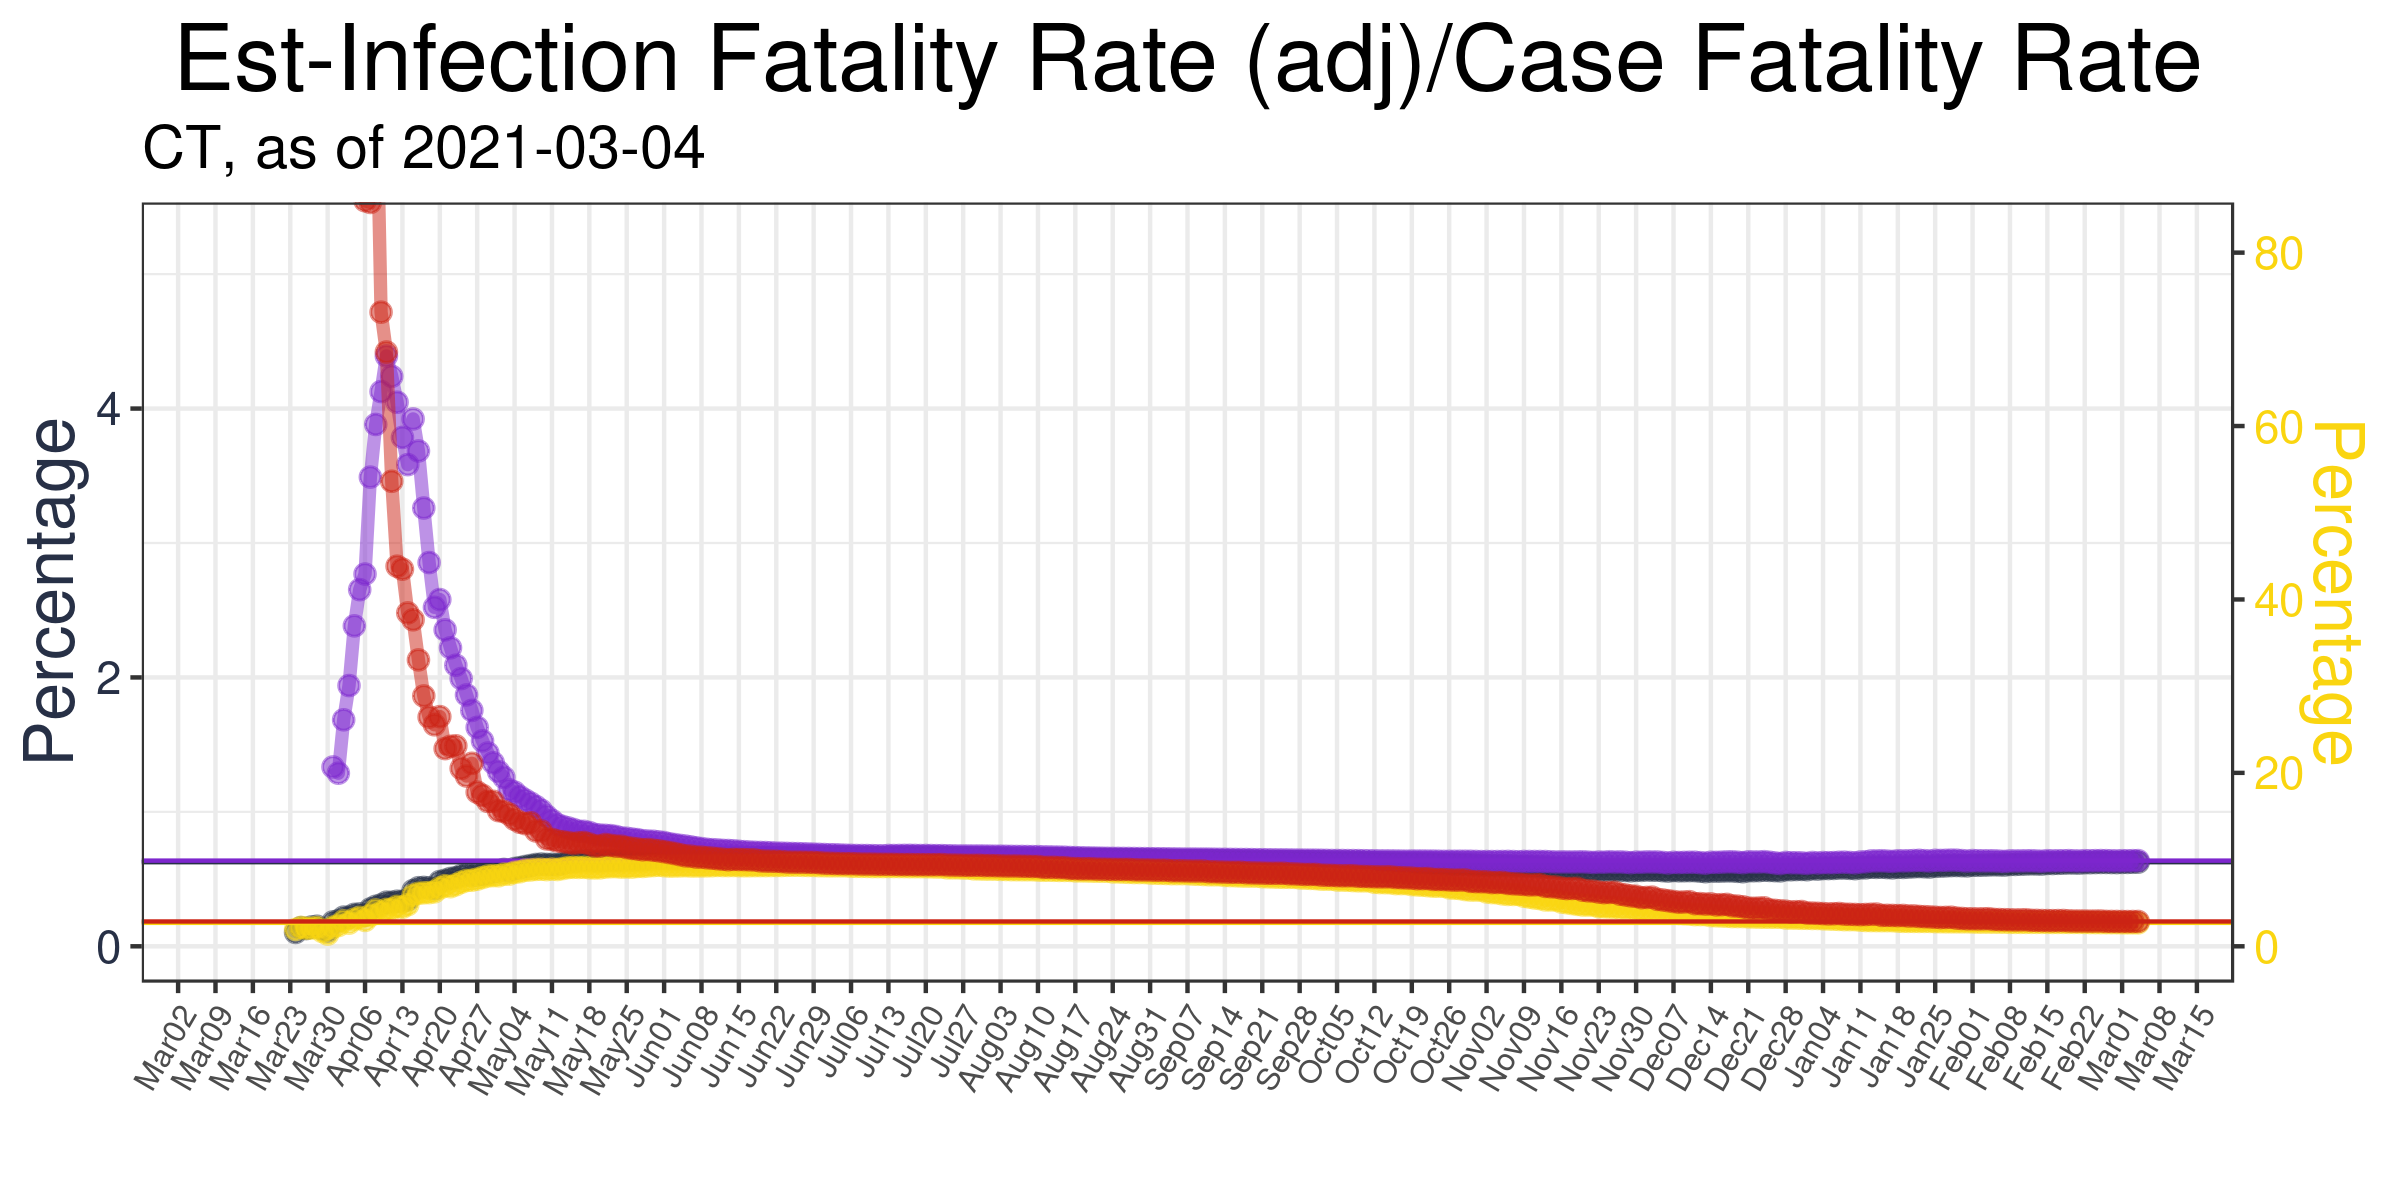 Est-Infection Fatality Rate (adj)/Case Fatality Rate
CT, as of 2021-03-04
Percentage
4
2
0
80
60
40
20
0
Percentage
Mar02
Mar09
Mar16
Mar23
Mar30
Apr06
Apr13
Apr20
Apr27
May04
May11
May18
May25
Jun01
Jun08
Jun15
Jun22
Jun29
Jul06
Jul13
Jul20
Jul27
Aug03
Aug10
Aug17
Aug24
Aug31
Sep07
Sep14
Sep21
Sep28
Oct05
Oct12
Oct19
Oct26
Nov02
Nov09
Nov16
Nov23
Nov30
Dec07
Dec14
Dec21
Dec28
Jan04
Jan11
Jan18
Jan25
Feb01
Feb08
Feb15
Feb22
Mar01
Mar08
Mar15